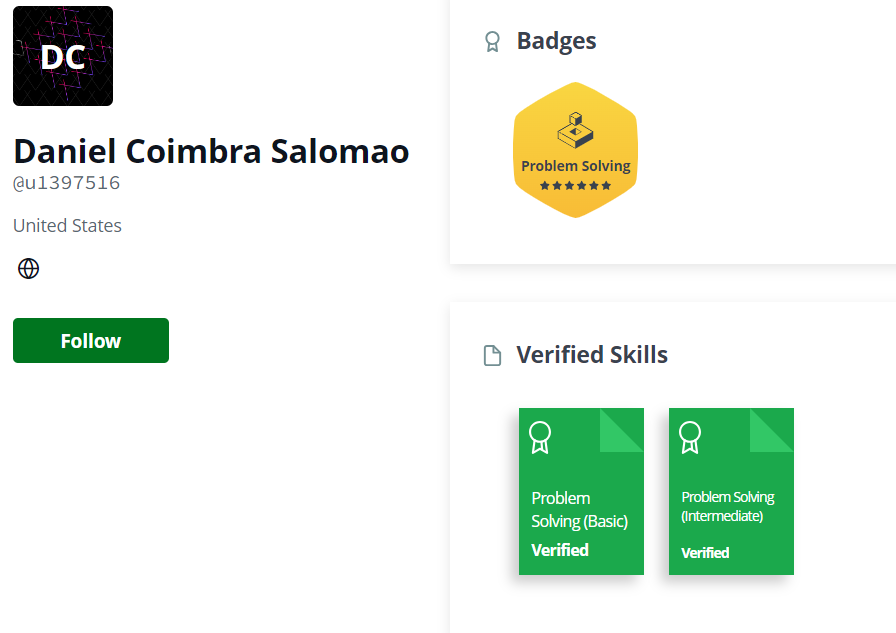 DC
Daniel Coimbra Salomao
@u1397516
United States
Follow
Badges
Problem Solving
Verified Skills
Problem
Solving (Basic)
Verified
Problem Solving
(Intermediate)
Verified